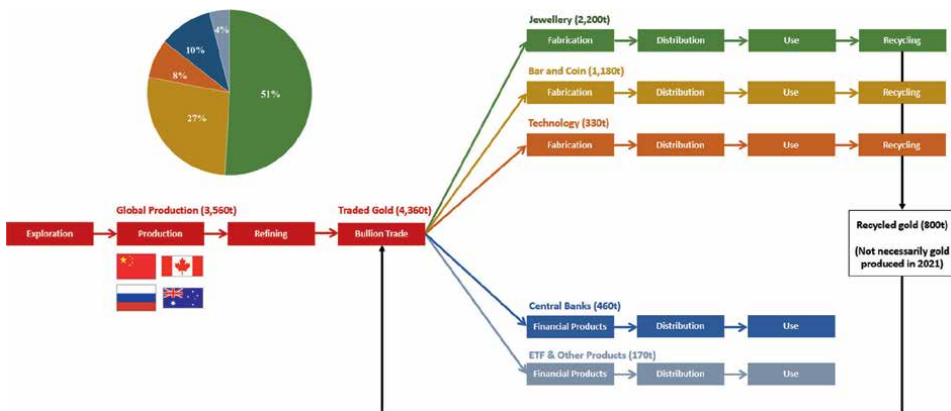 4%
10%
8%
51%
27%
Jewellery (2,200t)
Fabrication
Distribution
Use
Recycling
Bar and Coin (1,180t)
Fabrication
Distribution
Use
Recycling
Technology (330t)
Fabrication
Distribution
Use
Recycling
Global Production (3,560t)
Traded Gold (4,360t)
Exploration
Production
Refining
Bullion Trade
Recycled gold (800t)
(Not necessarily gold
produced in 2021)
Central Banks (460t)
Financial Products
Distribution
Use
ETF & Other Products (170t)
Financial Products
Distribution
Use